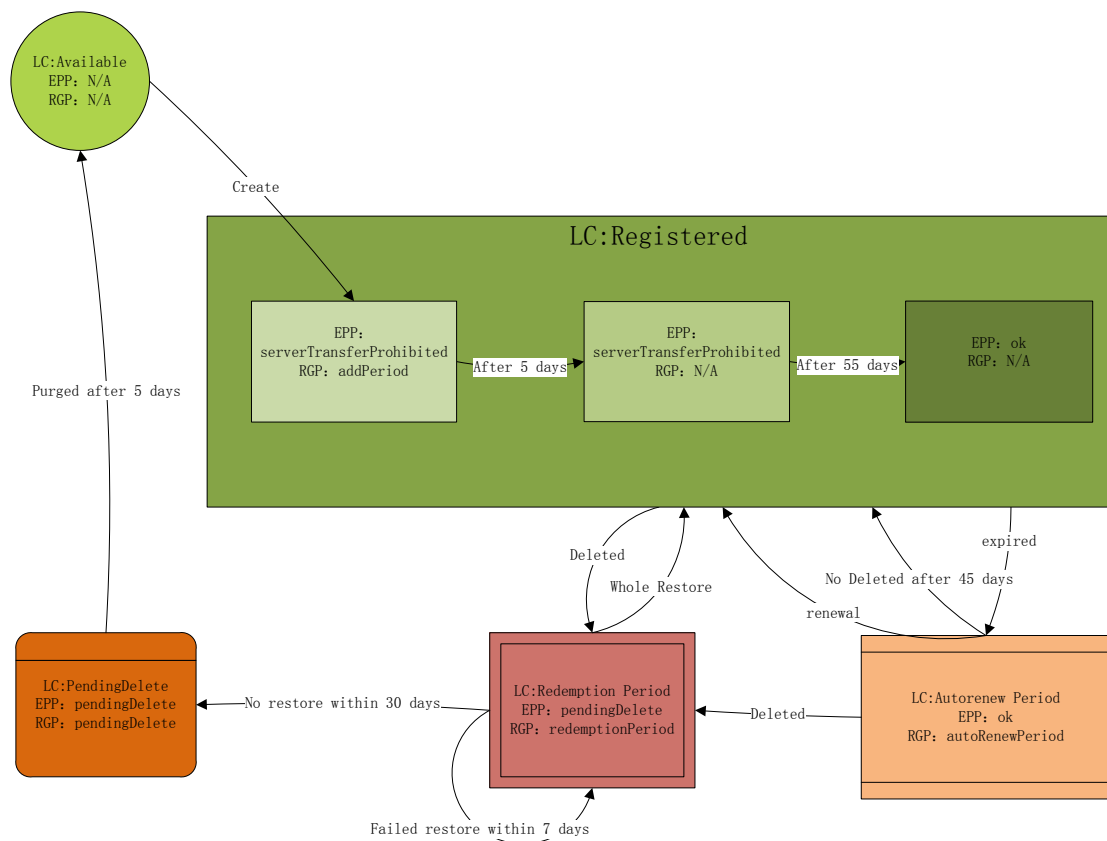 LC:Available
EPP: N/A
RGP: N/A
Create
LC:Registered
EPP:
serverTransferProhibited
RGP: addPeriod
After 5 days
EPP:
serverTransferProhibited
RGP: N/A
After 55 days
EPP: ok
RGP: N/A
Purged after 5 days
Deleted
Whole Restore
expired
No Deleted after 45 days
renewal
LC:PendingDelete
EPP: pendingDelete
RGP: pendingDelete
No restore within 30 days
LC:Redemption Period
EPP: pendingDelete
RGP: redemptionPeriod
Deleted
LC:Autorenew Period
EPP: ok
RGP: autoRenewPeriod
Failed restore within 7 days